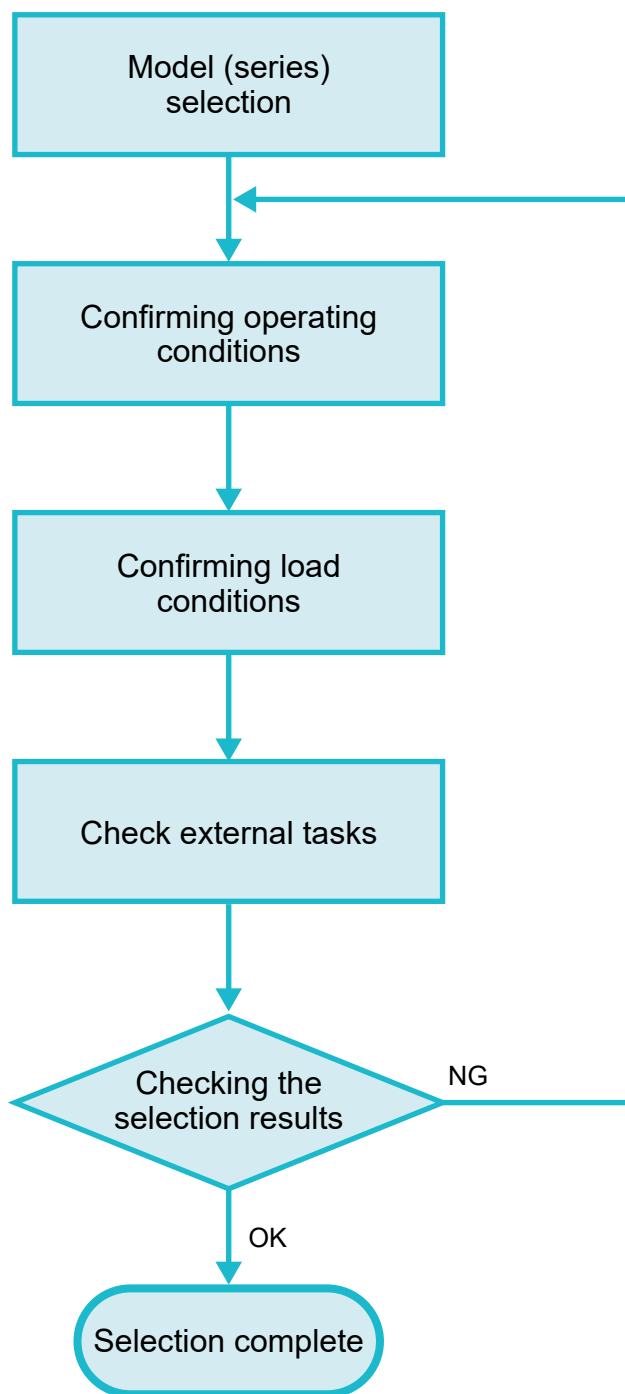 Model (series)
selection
Confirming operating
conditions
Confirming load
conditions
Check external tasks
Checking the
selection results
NG
OK
Selection complete